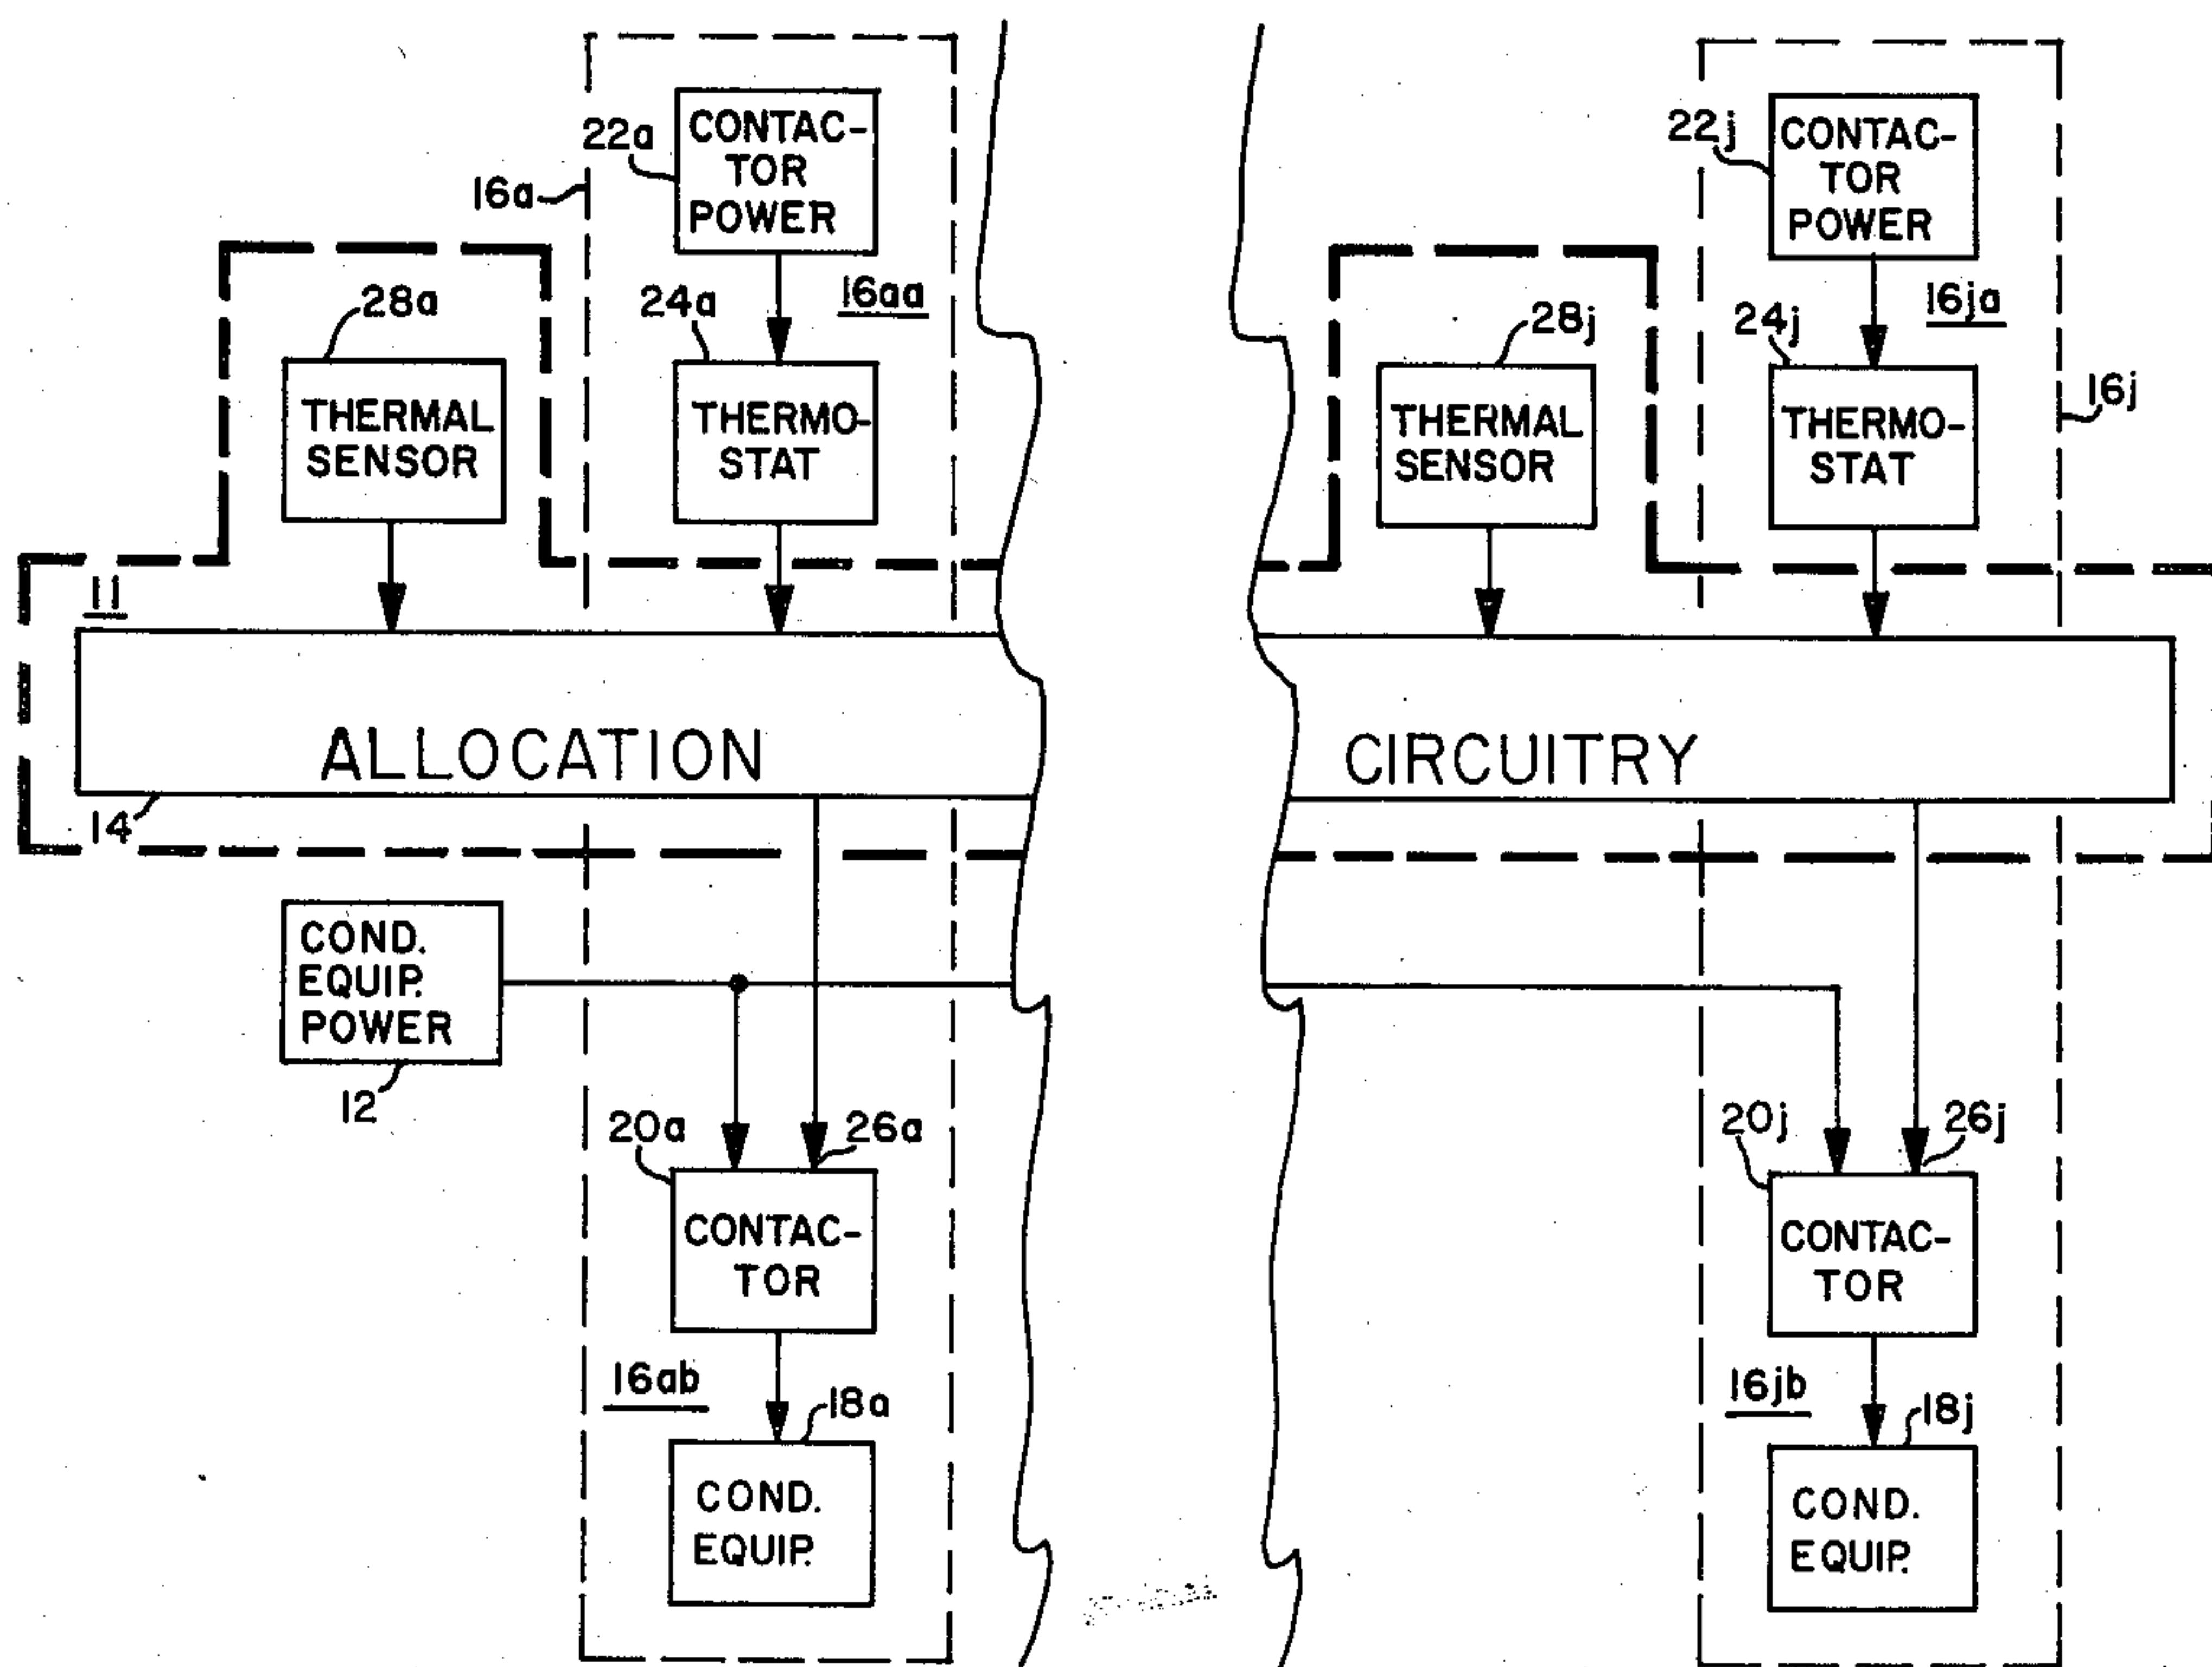 22a
CONTAC-
TOR
POWER
16a
16aa
28a
24a
THERMAL
SENSOR
THERMO-
STAT
22j
CONTAC-
TOR
POWER
16ja
28j
24j
16j
THERMAL
SENSOR
THERMO-
STAT
11
ALLOCATION CIRCUITRY
14
COND.
EQUIP.
POWER
12
20a
26a
CONTAC-
TOR
16ab
18a
COND.
EQUIP.
20j
26j
CONTAC-
TOR
16jb
18j
COND.
EQUIP.